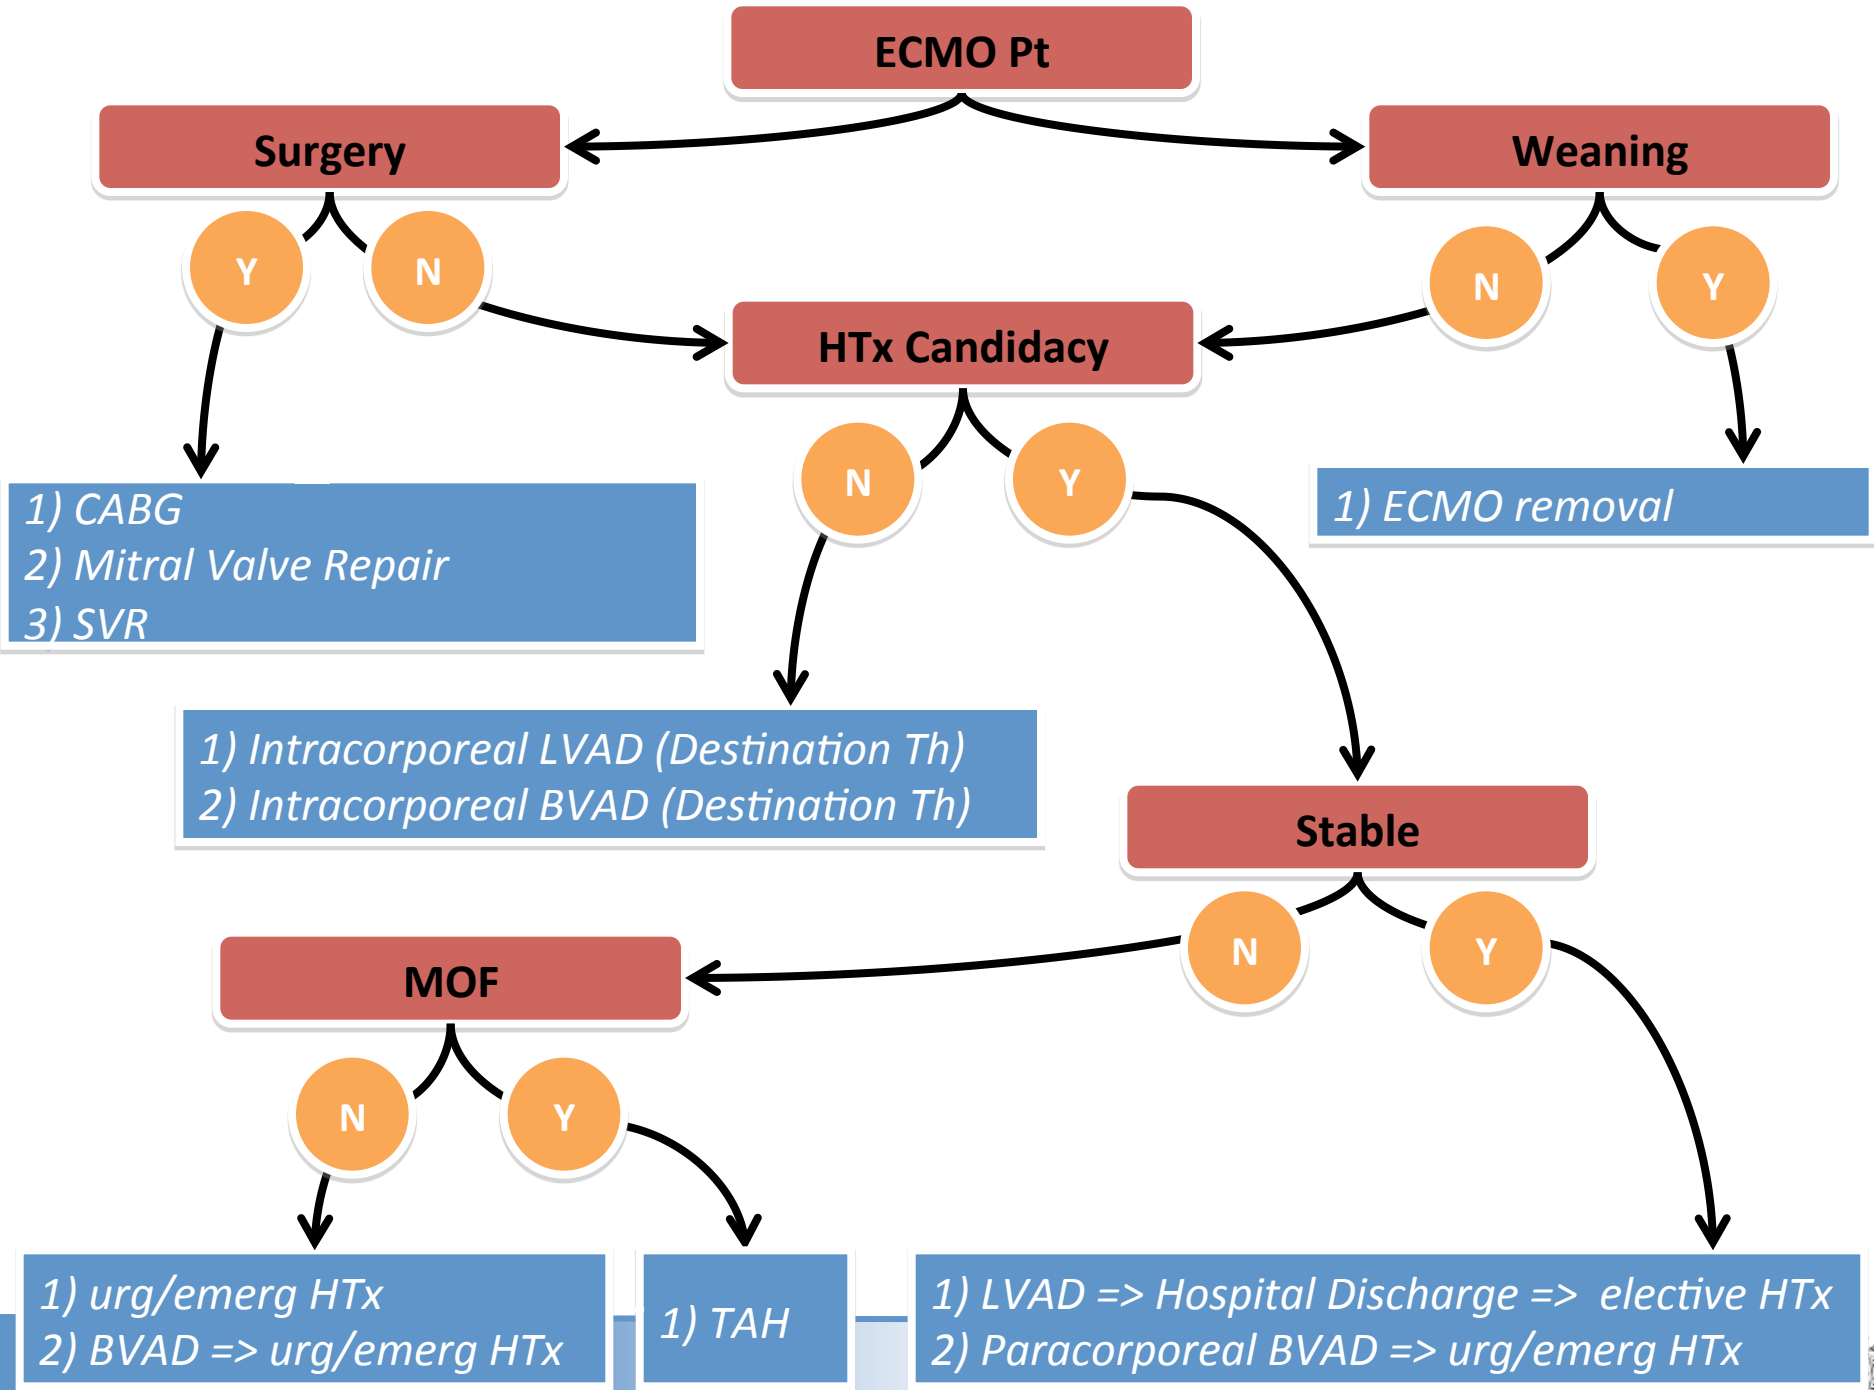 ECMO Pt
Surgery
Weaning
Y
N
N
Y
HTx Candidacy
N
Y
1) CABG
2) Mitral Valve Repair
3) SVR
1) ECMO removal
1) Intracorporeal LVAD (Destination Th)
2) Intracorporeal BVAD (Destination Th)
Stable
N
Y
MOF
N
Y
1) urg/emerg HTx
2) BVAD => urg/emerg HTx
1) TAH
1) LVAD => Hospital Discharge => elective HTx
2) Paracorporeal BVAD => urg/emerg HTx